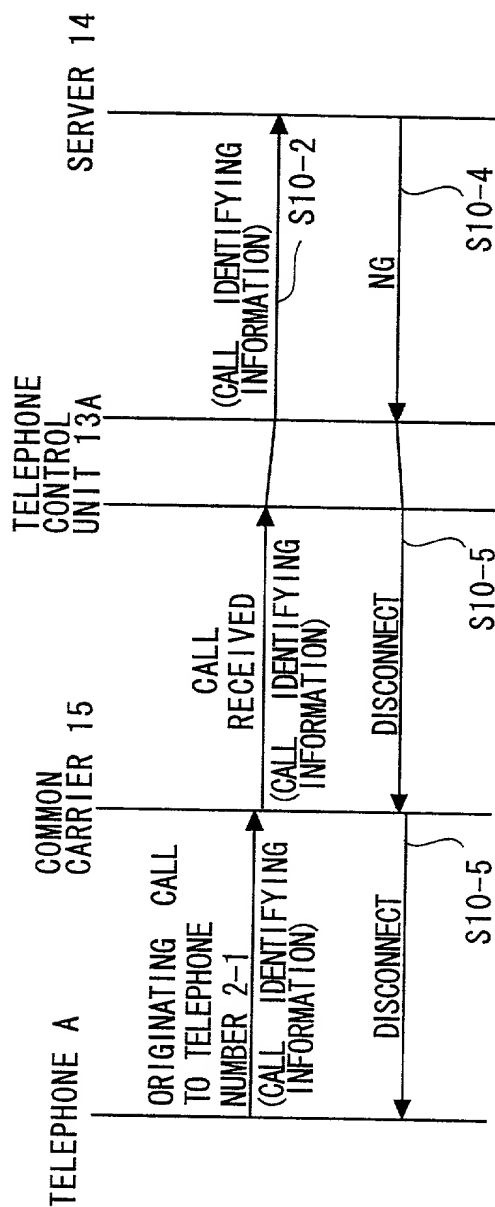 TELEPHONE A
COMMON
CARRIER 15
TELEPHONE
CONTROL
UNIT 13A
SERVER 14
ORIGINATING CALL
TO TELEPHONE
NUMBER 2-1
(CALL IDENTIFYING
INFORMATION)
CALL
RECEIVED
(CALL IDENTIFYING
INFORMATION)
(CALL IDENTIFYING
INFORMATION)
S10-2
NG
S10-4
DISCONNECT
S10-5
DISCONNECT
S10-5